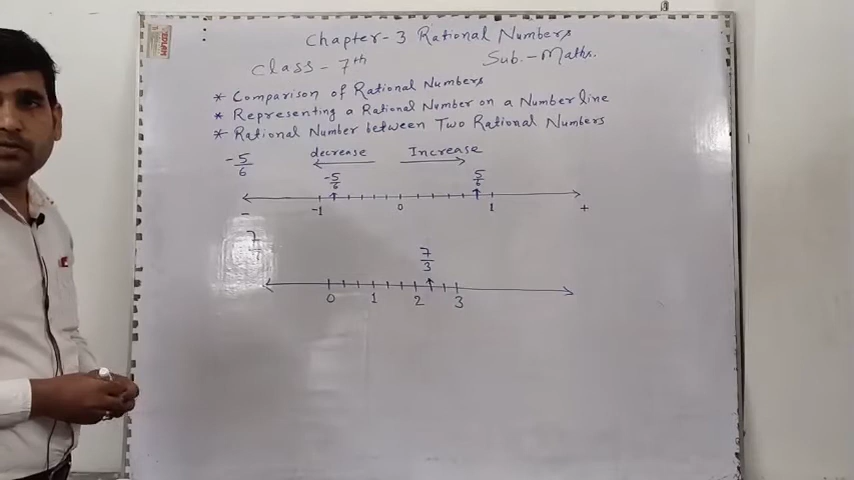 Chapter-3 Rational Numbers
Class-7th
Sub.-Maths.
* Comparison of Rational Numbers
* Representing a Rational Number on a Number line
* Rational Number between Two Rational Numbers
-5/6
decrease Increase
-5/6 5/6
-1 0 1
- +
7/3
0 1 2 3